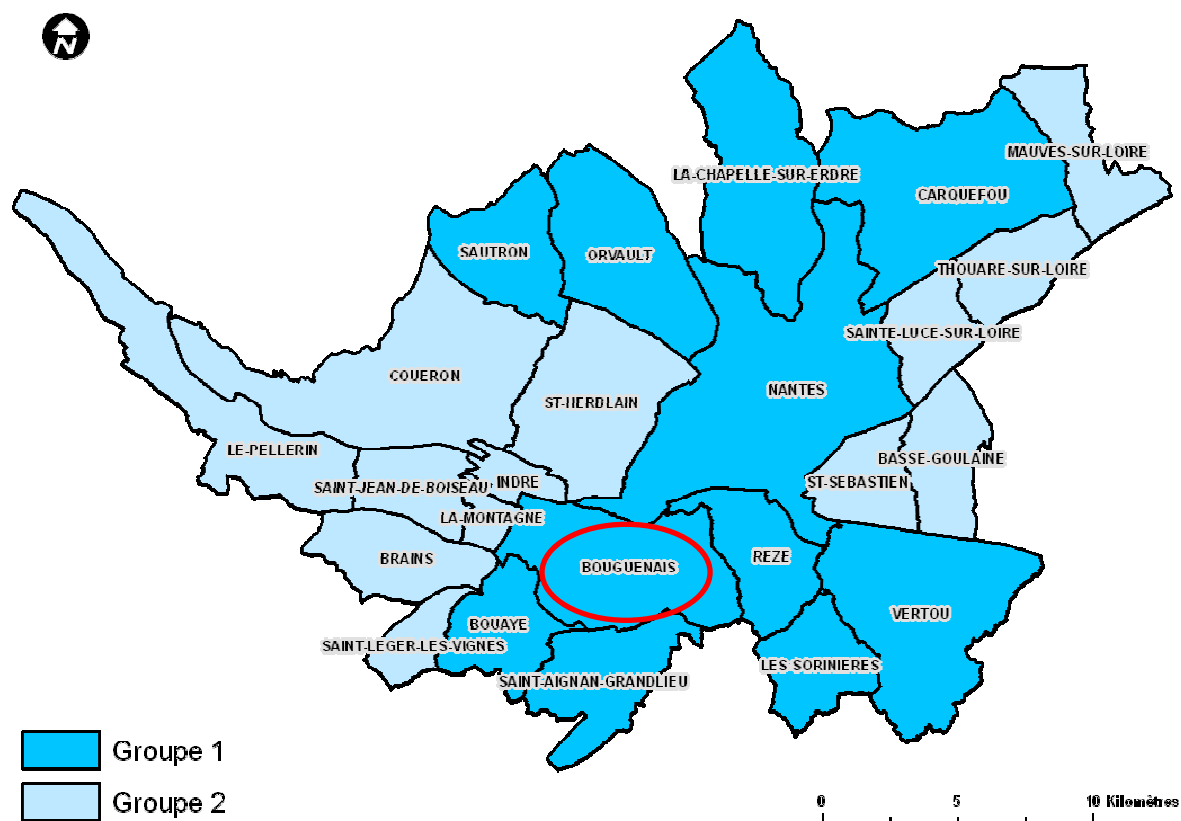 N
MAUVES-SUR-LOIRE
LA-CHAPELLE-SUR-ERDRE
CARQUEFOU
SAUTRON
ORVAULT
THOUARE-SUR-LOIRE
SAINTE-LUCE-SUR-LOIRE
COUERON
NANTES
ST-HERBLAIN
LE-PELLERIN
BASSE-GOULAINE
SAINT-JEAN-DE-BOISEAU
INDRE
ST-SEBASTIEN
LA-MONTAGNE
BRAINS
BOUGUENAIS
REZE
VERTOU
BOUAYE
SAINT-LEGER-LES-VIGNES
LES SORINIERES
SAINT-AIGNAN-GRANDLIEU
Groupe 1
Groupe 2
0 5 10 Kilomètres